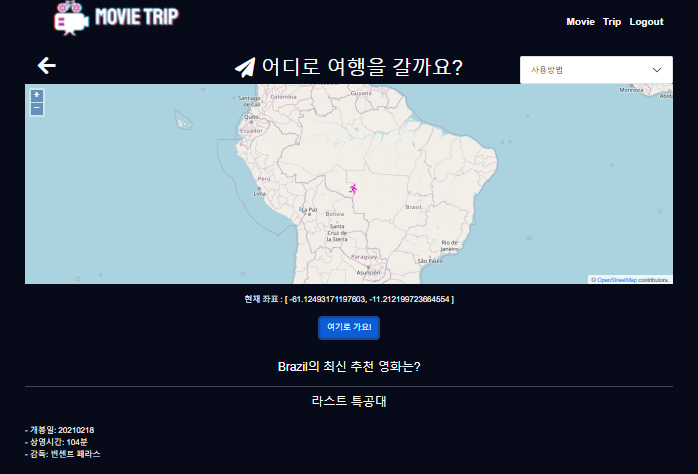 MOVIE TRIP
Movie Trip Logout
어디로 여행을 갈까요?
사용방법
+
−
Santiago
de Cali
Colombia
Guyana
Monrovia
Quito
Ecuador
Perú
Lima
La Paz
Bolivia
Brasil
Santa
Cruz de
la Sierra
Rio de
Janeiro
Paraguay
São Paulo
Asunción
© OpenStreetMap contributors.
현재 좌표 : [ -61.12493171197603, -11.212199723664554 ]
여기로 가요!
Brazil의 최신 추천 영화는?
라스트 특공대
- 개봉일: 20210218
- 상영시간: 104분
- 감독: 벤센트 페라스